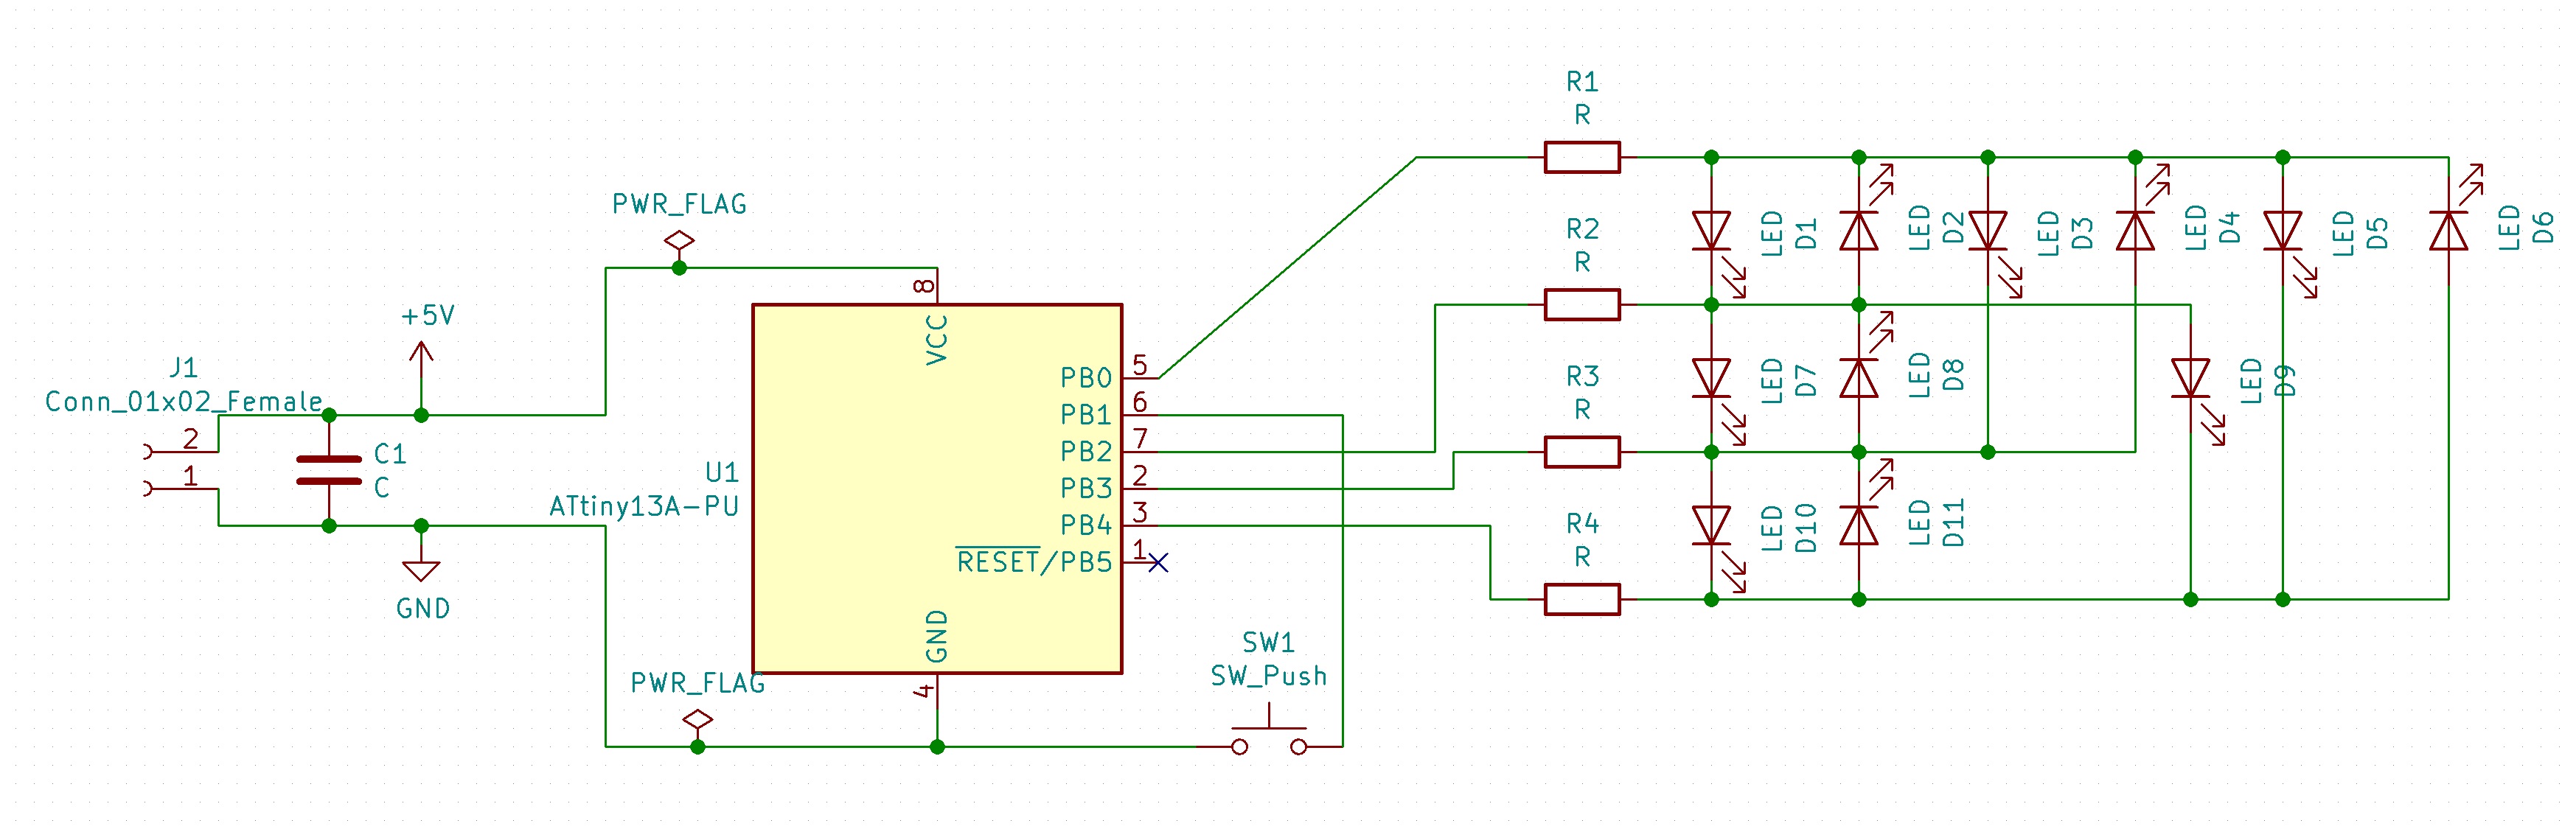 J1
Conn_01x02_Female
2
1
C1
C
+5V
GND
PWR_FLAG
PWR_FLAG
U1
ATtiny13A-PU
8
VCC
GND
4
PB0
5
PB1
6
PB2
7
PB3
2
PB4
3
RESET/PB5
1
SW1
SW_Push
R1
R
R2
R
R3
R
R4
R
LED
D1
LED
D2
LED
D3
LED
D4
LED
D5
LED
D6
LED
D7
LED
D8
LED
D9
LED
D10
LED
D11